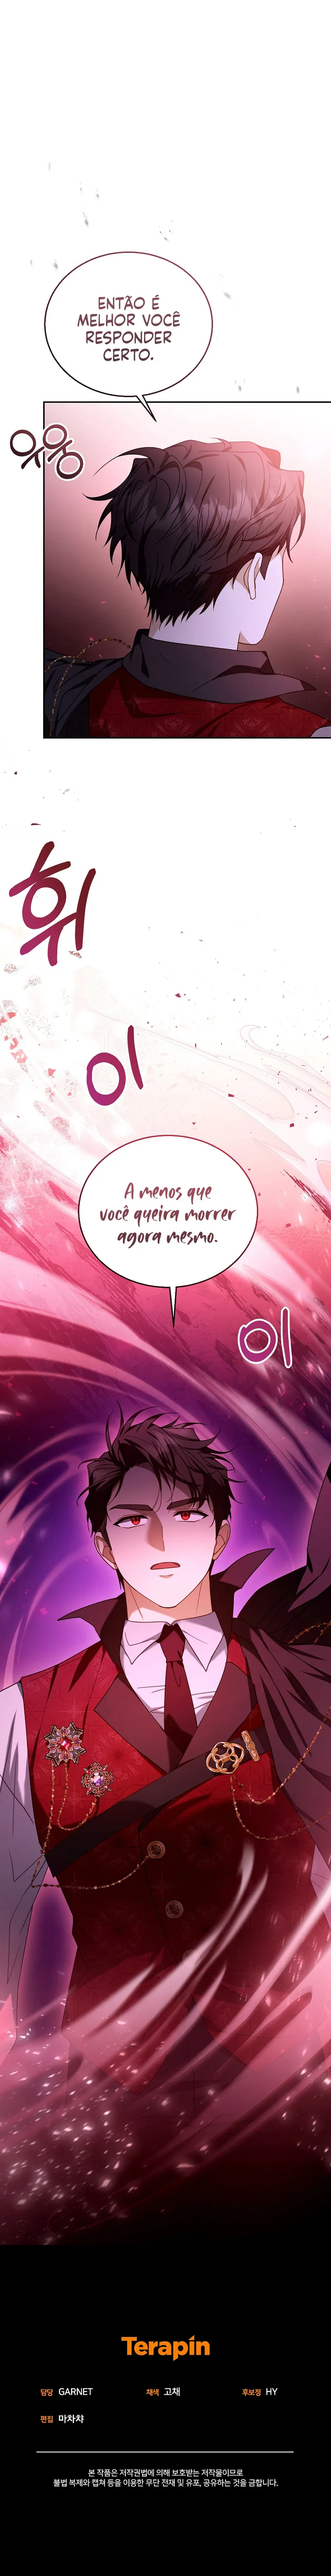 ENTÃO É
MELHOR VOCÊ
RESPONDER
CERTO.
우웅
휘
이
A menos que
você queira morrer
agora mesmo.
이
Terapin
담당 GARNET 채색 고채 후보정 HY
편집 마차챠
본 작품은 저작권법에 의해 보호받는 저작물이므로
불법 복제와 캡쳐 등을 이용한 무단 전재 및 유포, 공유하는 것을 금합니다.